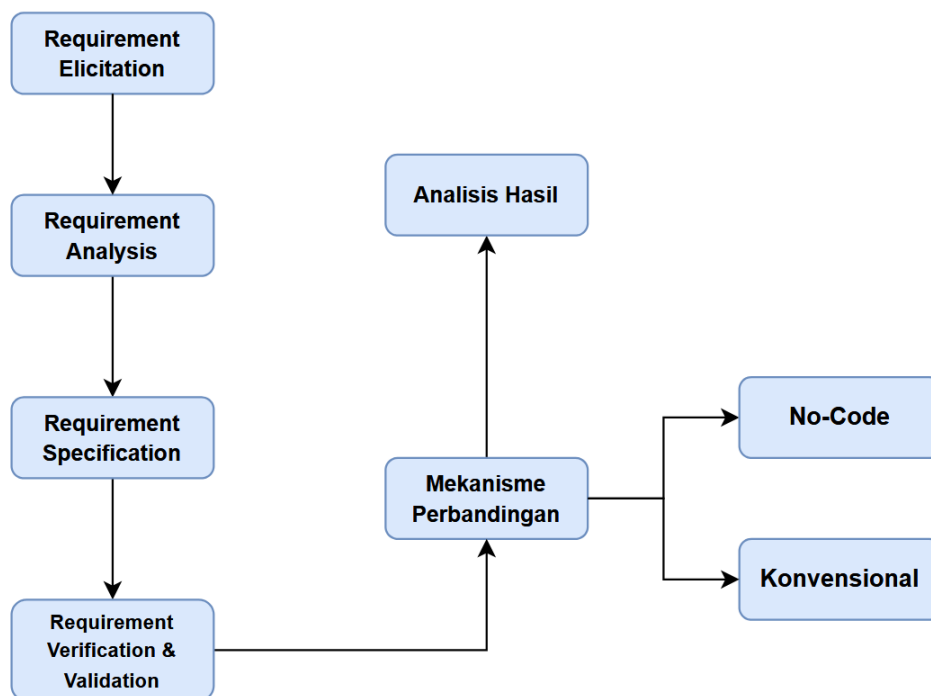 Requirement
Elicitation
Requirement
Analysis
Requirement
Specification
Requirement
Verification &
Validation
Analisis Hasil
Mekanisme
Perbandingan
No-Code
Konvensional